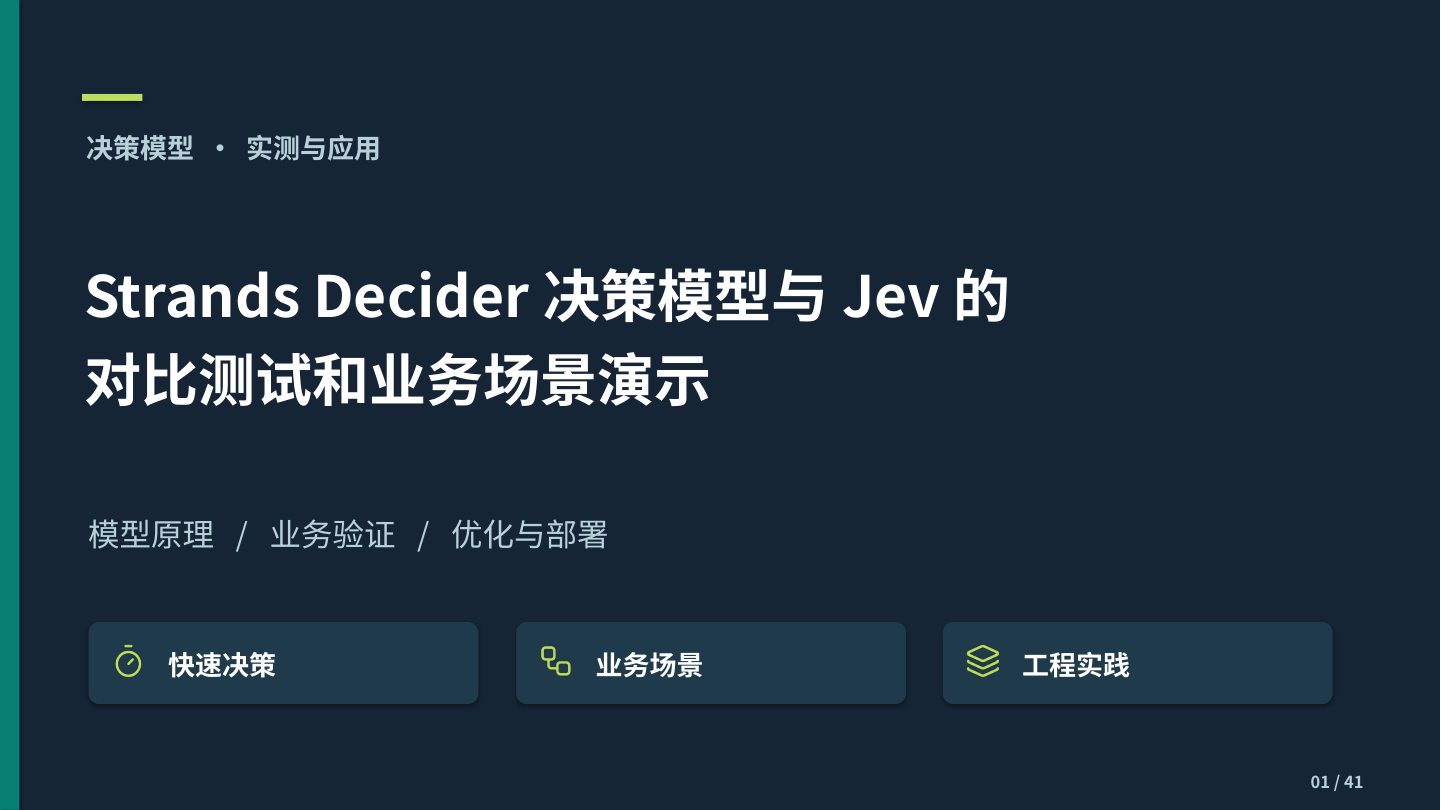 决策模型 · 实测与应用
Strands Decider 决策模型与 Jev 的
对比测试和业务场景演示
模型原理 / 业务验证 / 优化与部署
快速决策
业务场景
工程实践
01 / 41